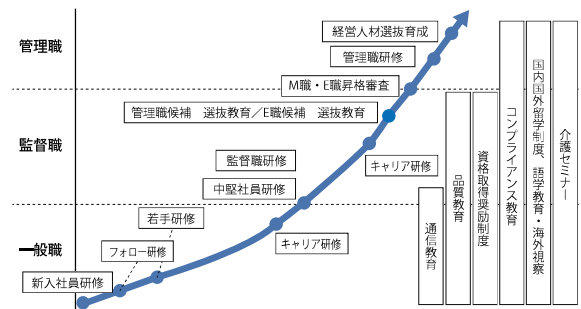 経営人材選抜育成
管理職
管理職研修
M職・E職昇格審査
管理職候補　選抜教育／E職候補　選抜教育
監督職
監督職研修
キャリア研修
中堅社員研修
若手研修
キャリア研修
一般職
フォロー研修
新入社員研修
通信教育
品質教育
資格取得奨励制度
コンプライアンス教育
国内国外留学制度、語学教育・海外視察
介護セミナー